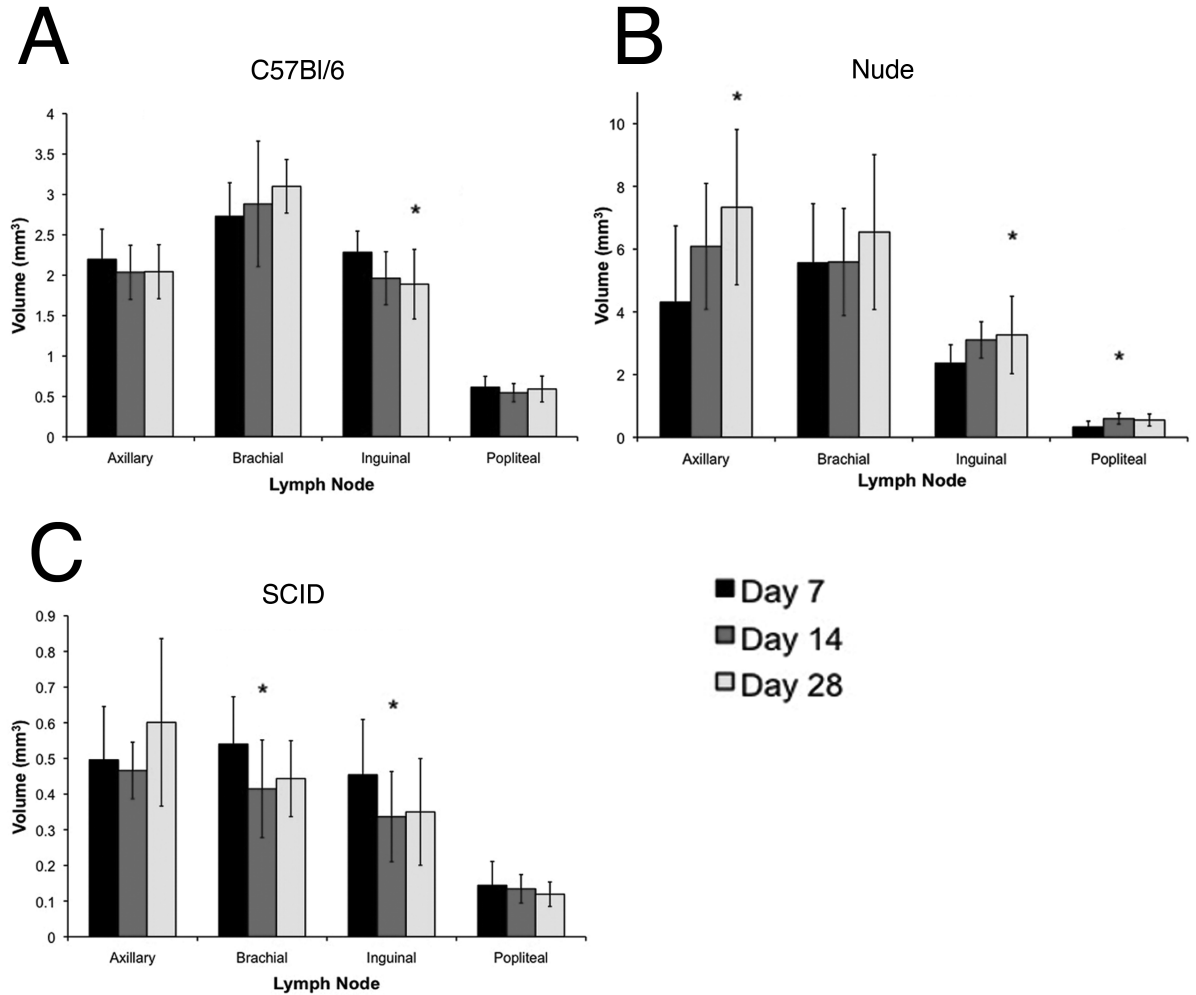 A
C57Bl/6
Volume (mm³)
4
3.5
3
2.5
2
1.5
1
0.5
0
*
Axillary Brachial Inguinal Popliteal
Lymph Node
B
Nude
Volume (mm³)
10
8
6
4
2
0
*
*
*
Axillary Brachial Inguinal Popliteal
Lymph Node
C
SCID
Volume (mm³)
0.9
0.8
0.7
0.6
0.5
0.4
0.3
0.2
0.1
0
*
*
Axillary Brachial Inguinal Popliteal
Lymph Node
Day 7
Day 14
Day 28